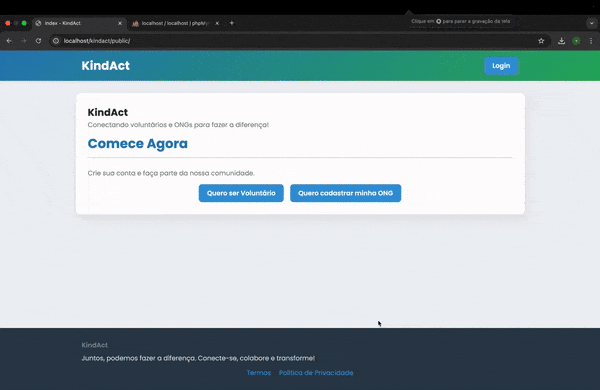 Index - KindAct
localhost / localhost | phpMy
Clique em para parar a gravação da tela
localhost/kindact/public/
KindAct
Login
KindAct
Conectando voluntários e ONGs para fazer a diferença!
Comece Agora
Crie sua conta e faça parte da nossa comunidade.
Quero ser Voluntário
Quero cadastrar minha ONG
KindAct
Juntos, podemos fazer a diferença. Conecte-se, colabore e transforme!
Termos
Política de Privacidade